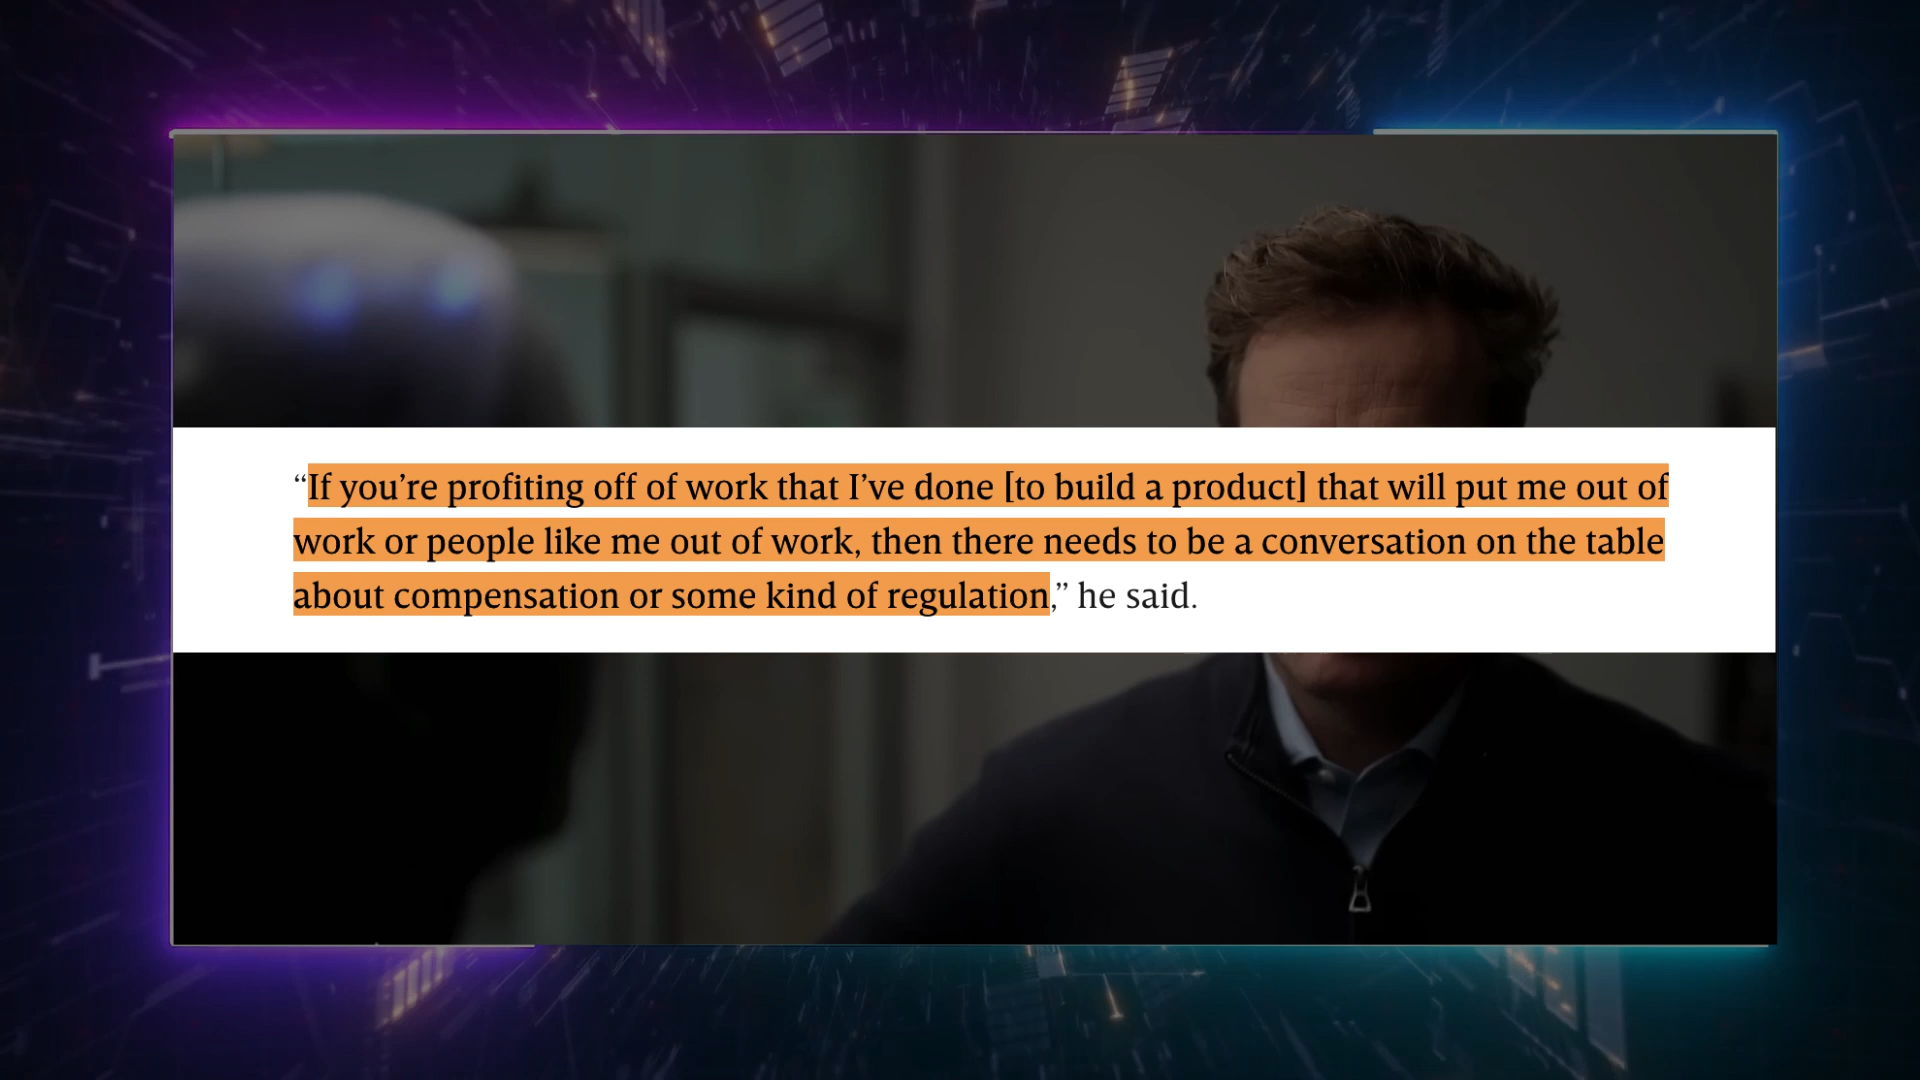 “If you’re profiting off of work that I’ve done [to build a product] that will put me out of
work or people like me out of work, then there needs to be a conversation on the table
about compensation or some kind of regulation,” he said.